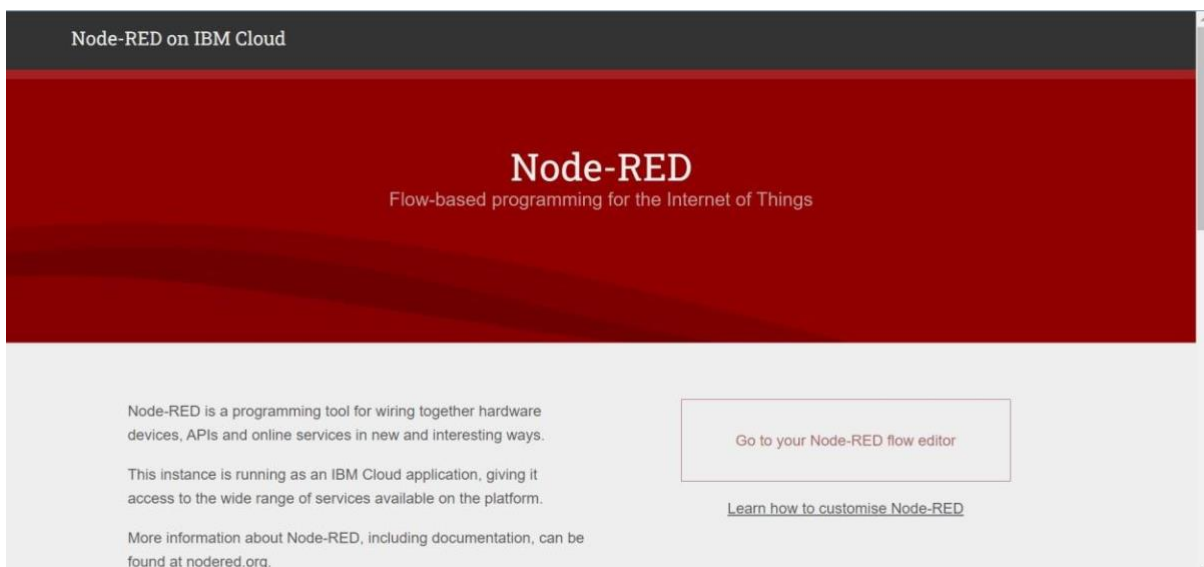 Node-RED on IBM Cloud
Node-RED
Flow-based programming for the Internet of Things
Node-RED is a programming tool for wiring together hardware
devices, APIs and online services in new and interesting ways.
This instance is running as an IBM Cloud application, giving it
access to the wide range of services available on the platform.
More information about Node-RED, including documentation, can be
found at nodered.org.
Go to your Node-RED flow editor
Learn how to customise Node-RED